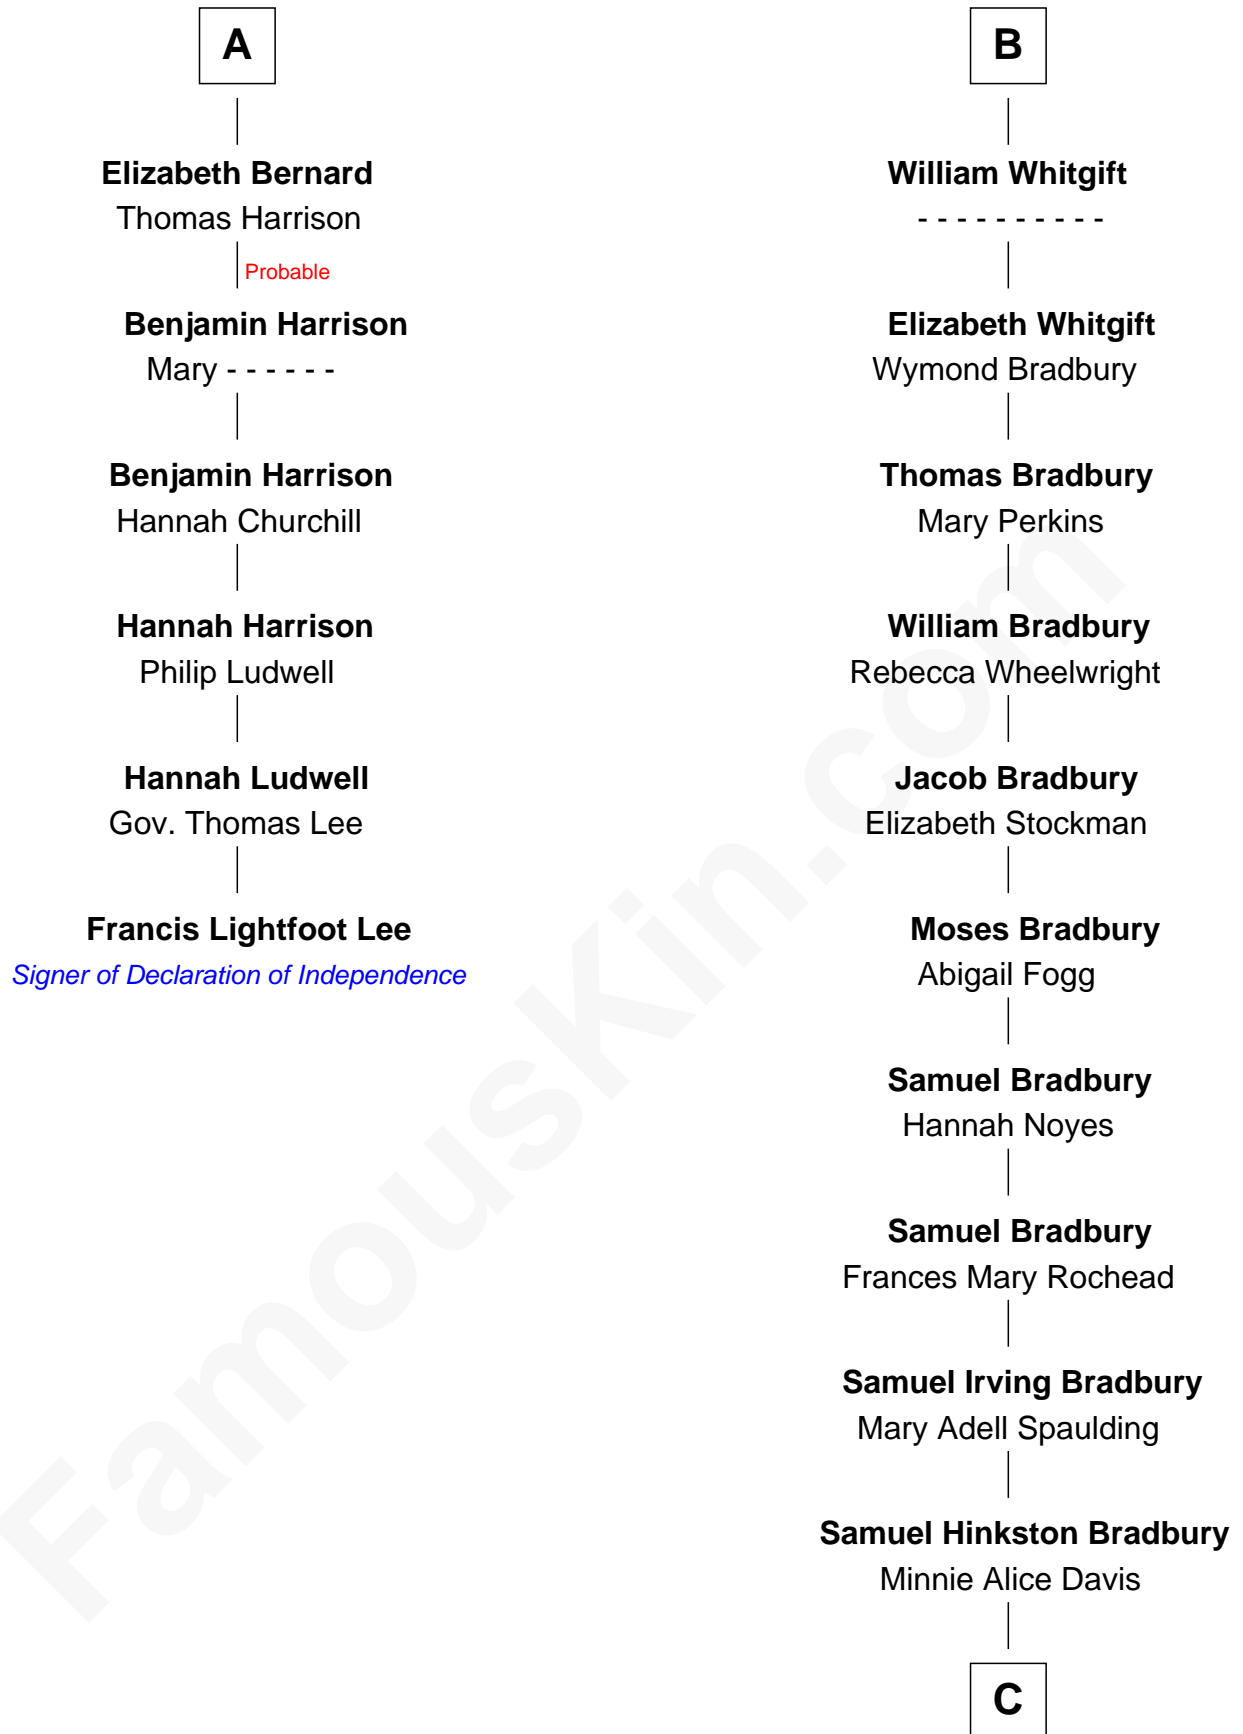 A
Elizabeth Bernard
Thomas Harrison
Probable
Benjamin Harrison
Mary - - - - - -
Benjamin Harrison
Hannah Churchill
Hannah Harrison
Philip Ludwell
Hannah Ludwell
Gov. Thomas Lee
Francis Lightfoot Lee
Signer of Declaration of Independence
B
William Whitgift
- - - - - - - - - -
Elizabeth Whitgift
Wymond Bradbury
Thomas Bradbury
Mary Perkins
William Bradbury
Rebecca Wheelwright
Jacob Bradbury
Elizabeth Stockman
Moses Bradbury
Abigail Fogg
Samuel Bradbury
Hannah Noyes
Samuel Bradbury
Frances Mary Rochead
Samuel Irving Bradbury
Mary Adell Spaulding
Samuel Hinkston Bradbury
Minnie Alice Davis
C
FamousKin.com